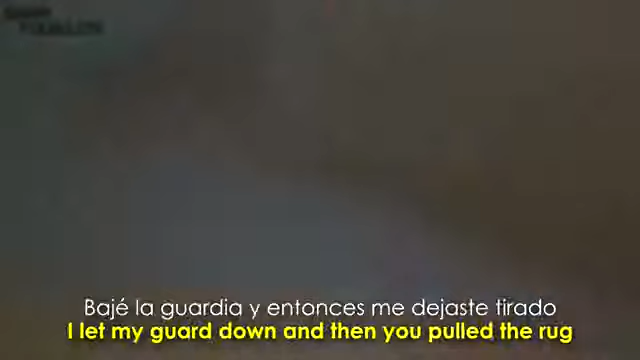 Bajé la guardia y entonces me dejaste tirado
I let my guard down and then you pulled the rug